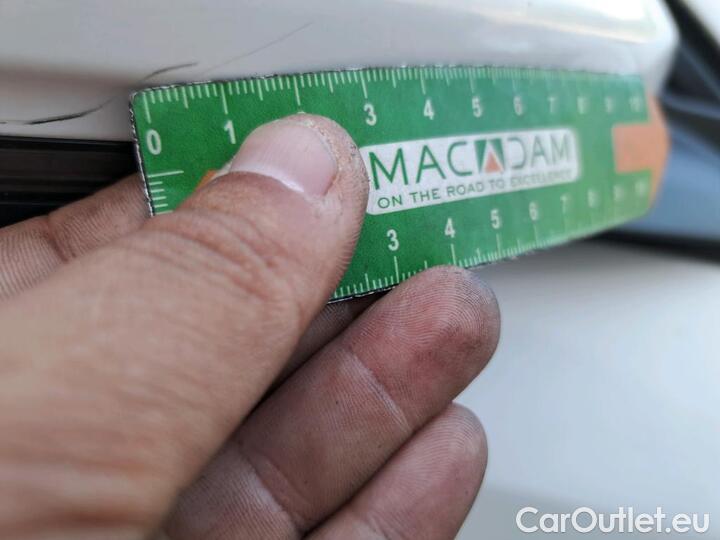 0 1 3 4 5 6 7 8 9 10
MACADAM
ON THE ROAD TO EXCELLENCE
3 4 5 6 7 8 9 10
CarOutlet.eu